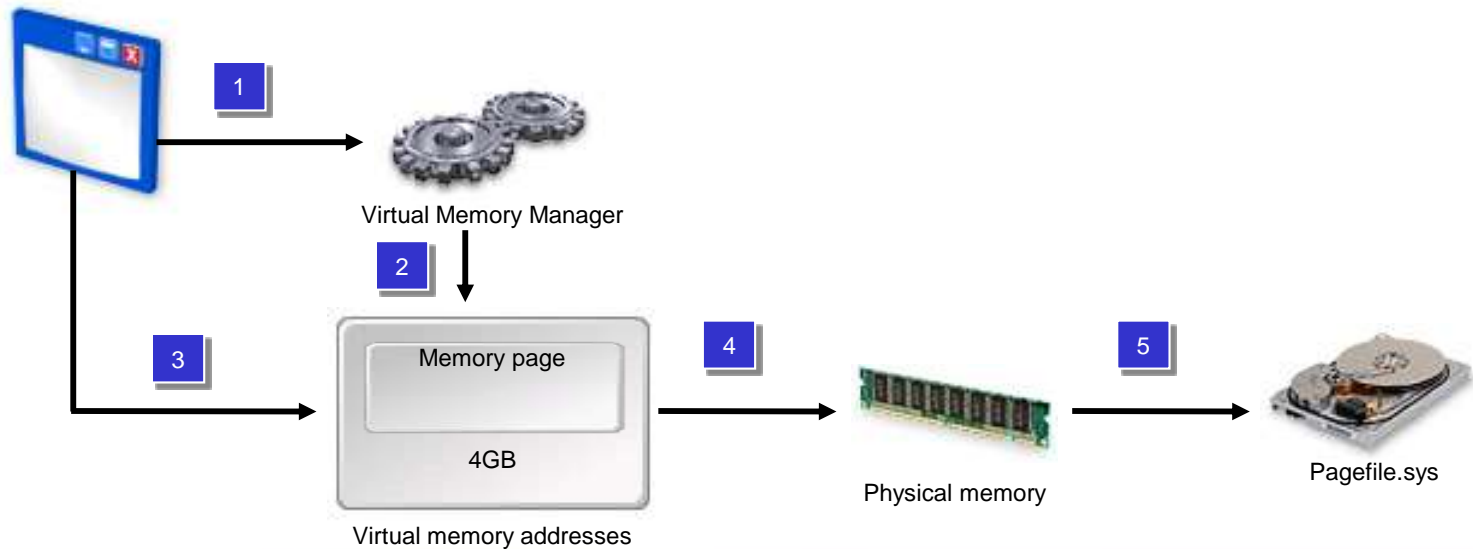 1
Virtual Memory Manager
2
3
Memory page
4GB
Virtual memory addresses
4
Physical memory
5
Pagefile.sys